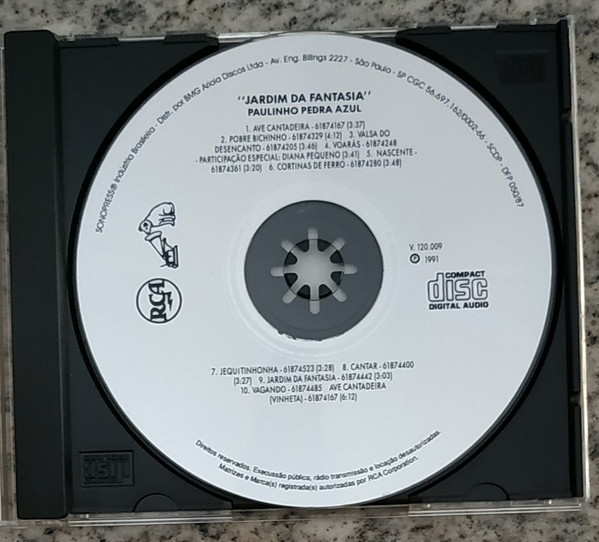 SONOPRESS® Indústria Brasileira - Distr. por BMG Ariola Discos Ltda - Av. Eng. Billings 2227 - São Paulo - SP CGC 56.697.162/0002-66 - SCDP - DFP 050/87
"JARDIM DA FANTASIA"
PAULINHO PEDRA AZUL
1. AVE CANTADEIRA - 61874167 (3:37)
2. POBRE BICHINHO - 61874329 (4:12) 3. VALSA DO
DESENCANTO - 61874205 (3:46) 4. VOARÁS - 61874248
- PARTICIPAÇÃO ESPECIAL: DIANA PEQUENO (3:41) 5. NASCENTE -
61874361 (3:20) 6. CORTINAS DE FERRO - 61874280 (3:48)
V. 120.009
℗ 1991
RCA
COMPACT
disc
DIGITAL AUDIO
7. JEQUITINHONHA - 61874523 (3:28) 8. CANTAR - 61874400
(3:27) 9. JARDIM DA FANTASIA - 61874442 (3:03)
10. VAGANDO - 61874485 AVE CANTADEIRA
(VINHETA) - 61874167 (6:12)
Direitos reservados. Execussão pública, rádio transmissão e locação desautorizadas.
Matrizes e Marca(s) registrada(s) autorizadas por RCA Corporation.
disc